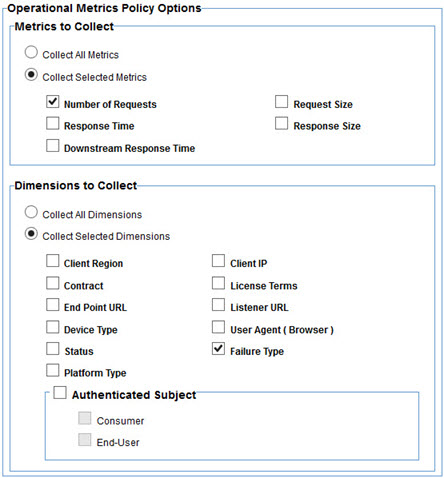 Operational Metrics Policy Options
Metrics to Collect
Collect All Metrics
Collect Selected Metrics
Number of Requests Request Size
Response Time Response Size
Downstream Response Time
Dimensions to Collect
Collect All Dimensions
Collect Selected Dimensions
Client Region Client IP
Contract License Terms
End Point URL Listener URL
Device Type User Agent ( Browser )
Status Failure Type
Platform Type
Authenticated Subject
Consumer
End-User